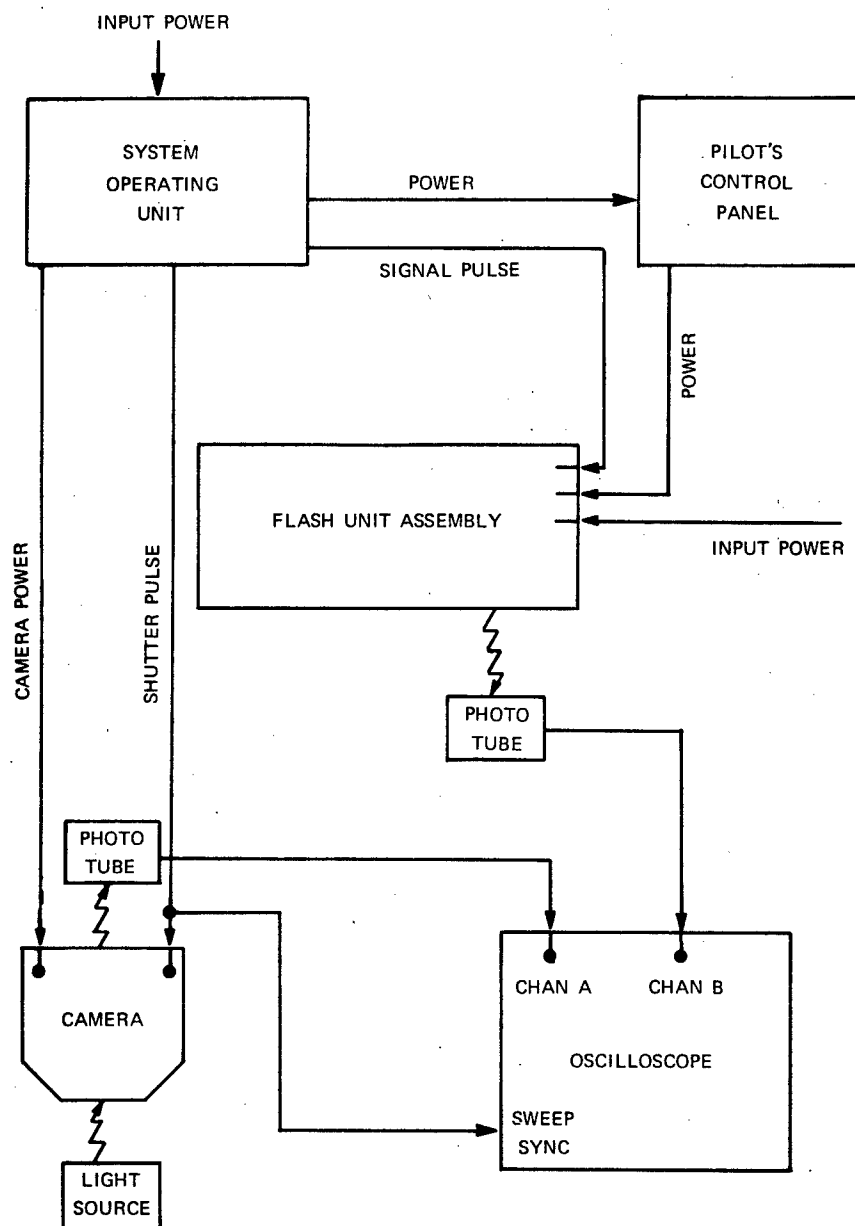 INPUT POWER
SYSTEM
OPERATING
UNIT
POWER
PILOT'S
CONTROL
PANEL
SIGNAL PULSE
POWER
FLASH UNIT ASSEMBLY
INPUT POWER
CAMERA POWER
SHUTTER PULSE
PHOTO
TUBE
PHOTO
TUBE
CAMERA
CHAN A
CHAN B
OSCILLOSCOPE
SWEEP
SYNC
LIGHT
SOURCE